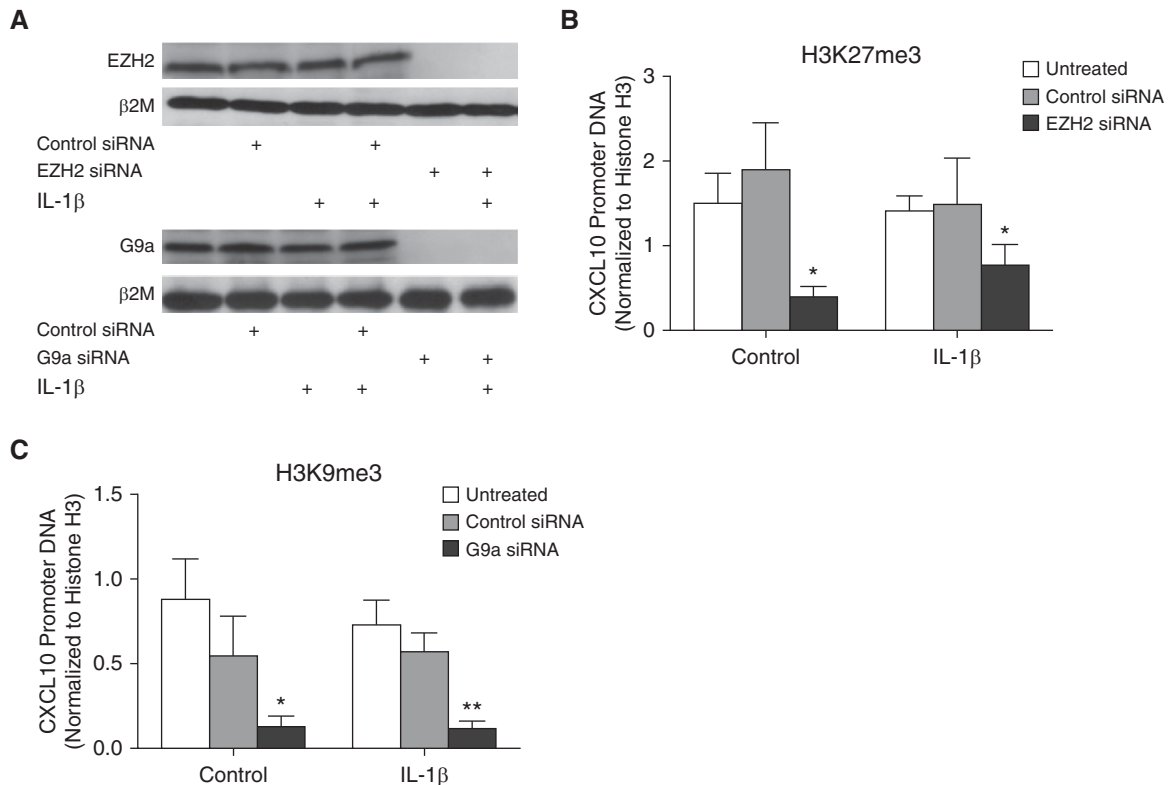 A
EZH2
β2M
Control siRNA + +
EZH2 siRNA + +
IL-1β + + +
G9a
β2M
Control siRNA + +
G9a siRNA + +
IL-1β + + +
B
H3K27me3
CXCL10 Promoter DNA
(Normalized to Histone H3)
3
2
1
0
* *
Control IL-1β
Untreated
Control siRNA
EZH2 siRNA
C
H3K9me3
CXCL10 Promoter DNA
(Normalized to Histone H3)
1.5
1.0
0.5
0.0
* **
Control IL-1β
Untreated
Control siRNA
G9a siRNA